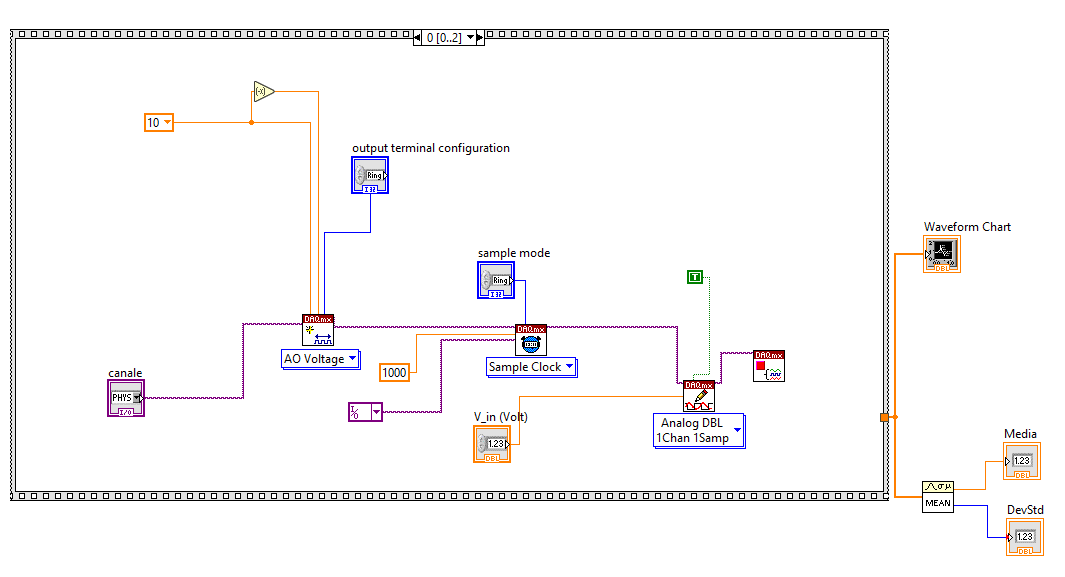 0 [0..2]
10
output terminal configuration
Ring
I32
sample mode
Ring
I32
T
DAQmx
AO Voltage
DAQmx
Sample Clock
1000
canale
PHYS
I/O
I/O
V_in (Volt)
1.23
DBL
DAQmx
Analog DBL
1Chan 1Samp
DAQmx
Waveform Chart
DBL
Media
1.23
DBL
MEAN
DevStd
1.23
DBL